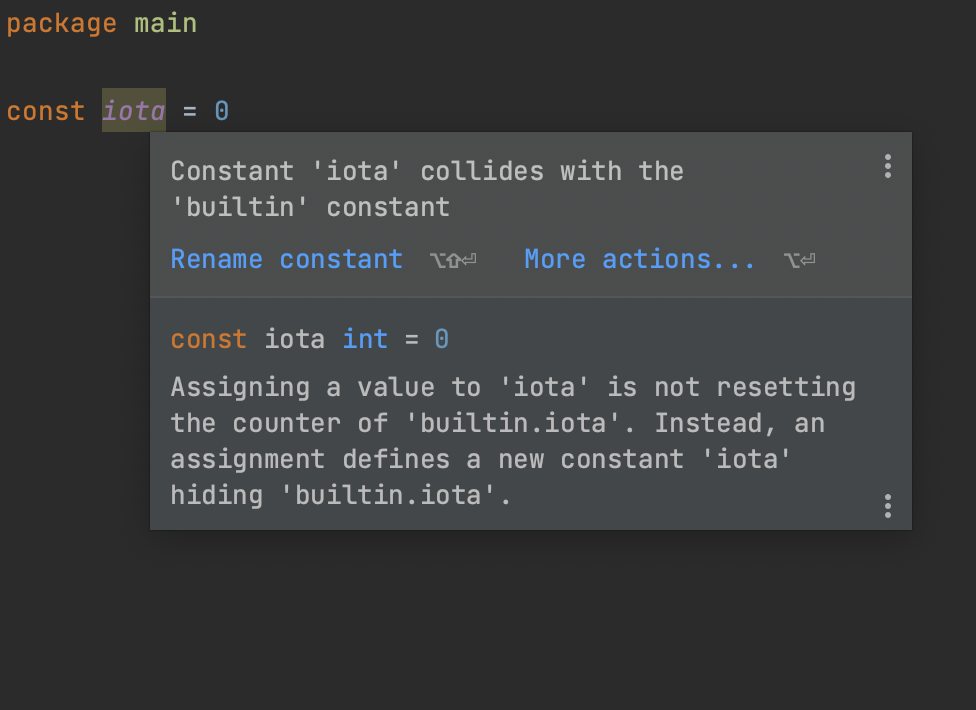 package main
const iota = 0
Constant 'iota' collides with the
'builtin' constant
Rename constant ⌥⇧⏎ More actions... ⌥⏎
const iota int = 0
Assigning a value to 'iota' is not resetting
the counter of 'builtin.iota'. Instead, an
assignment defines a new constant 'iota'
hiding 'builtin.iota'.